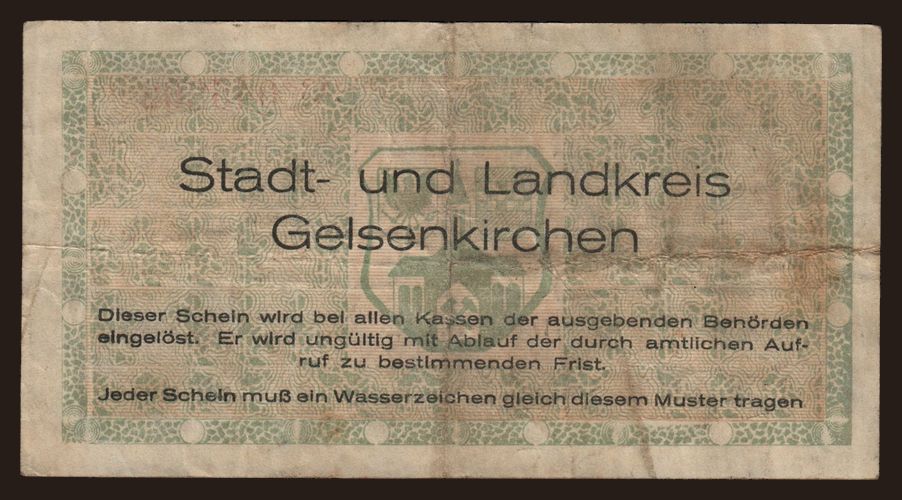 Stadt- und Landkreis
Gelsenkirchen
Dieser Schein wird bei allen Kassen der ausgebenden Behörden
eingelöst. Er wird ungültig mit Ablauf der durch amtlichen Auf-
ruf zu bestimmenden Frist.
Jeder Schein muß ein Wasserzeichen gleich diesem Muster tragen